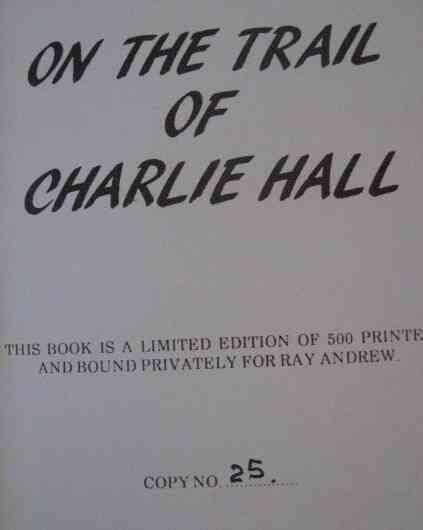 ON THE TRAIL
OF
CHARLIE HALL
THIS BOOK IS A LIMITED EDITION OF 500 PRINTE
AND BOUND PRIVATELY FOR RAY ANDREW.
COPY NO. 25.